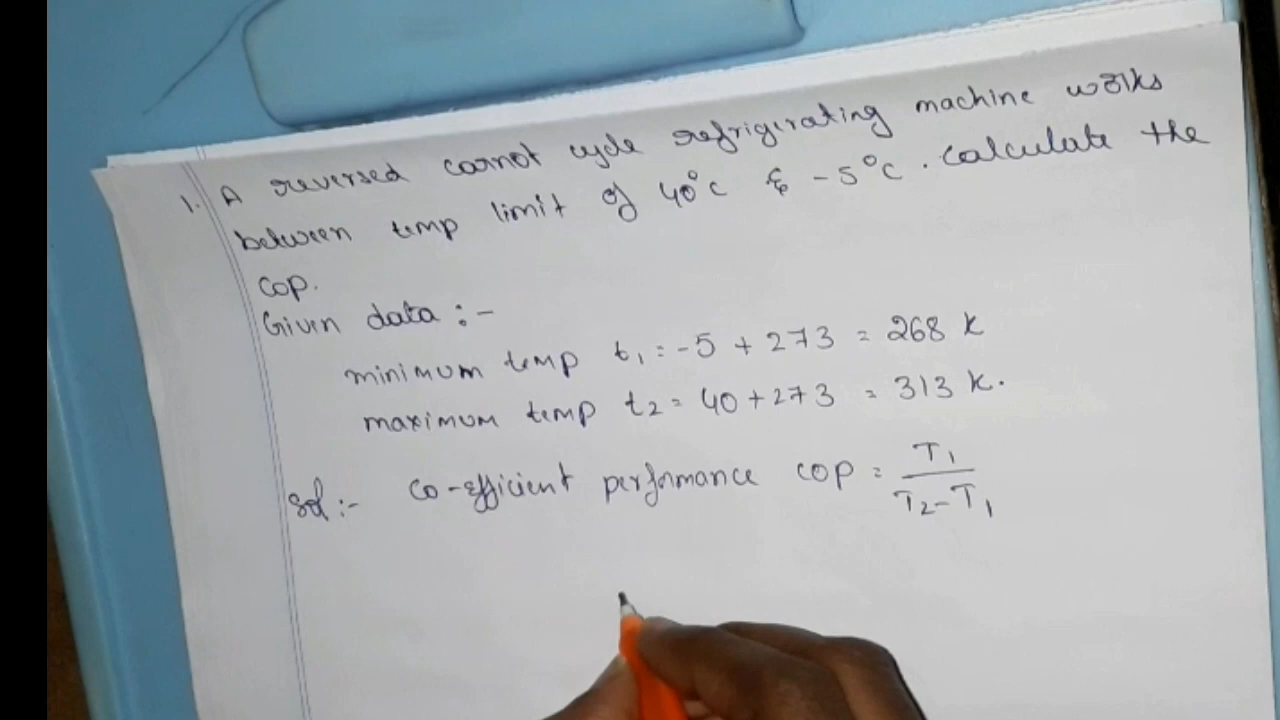 1. A reversed carnot cycle refrigerating machine works
between temp limit of 40°c & -5°c. calculate the
cop.
Given data :-
minimum temp t₁ = -5 + 273 = 268 k
maximum temp t₂ = 40 + 273 = 313 k.
Sol :- co-efficient performance COP = T₁ / T₂ - T₁